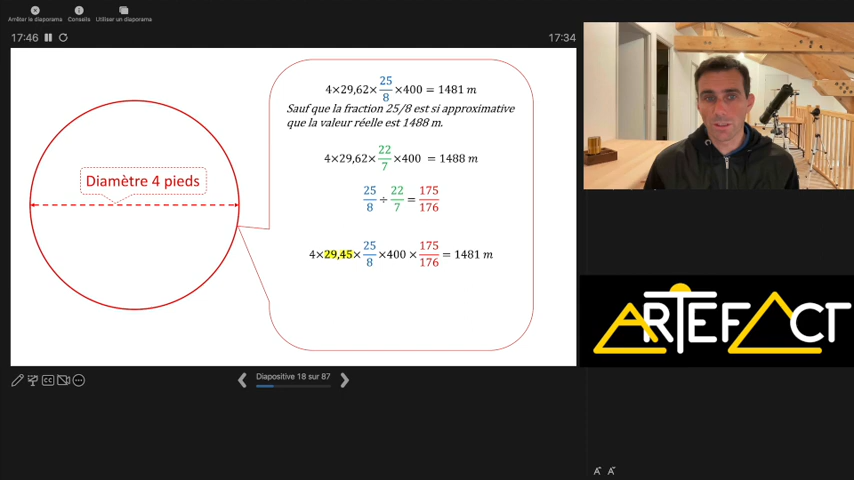 Arrêter le diaporama Conseils Utiliser un diaporama
17:46 17:34
Diamètre 4 pieds
4×29,62×25/8×400 = 1481 m
Sauf que la fraction 25/8 est si approximative
que la valeur réelle est 1488 m.
4×29,62×22/7×400 = 1488 m
25/8 ÷ 22/7 = 175/176
4×29,45×25/8×400 × 175/176 = 1481 m
ARTEFACT
CC
Diapositive 18 sur 87
A A